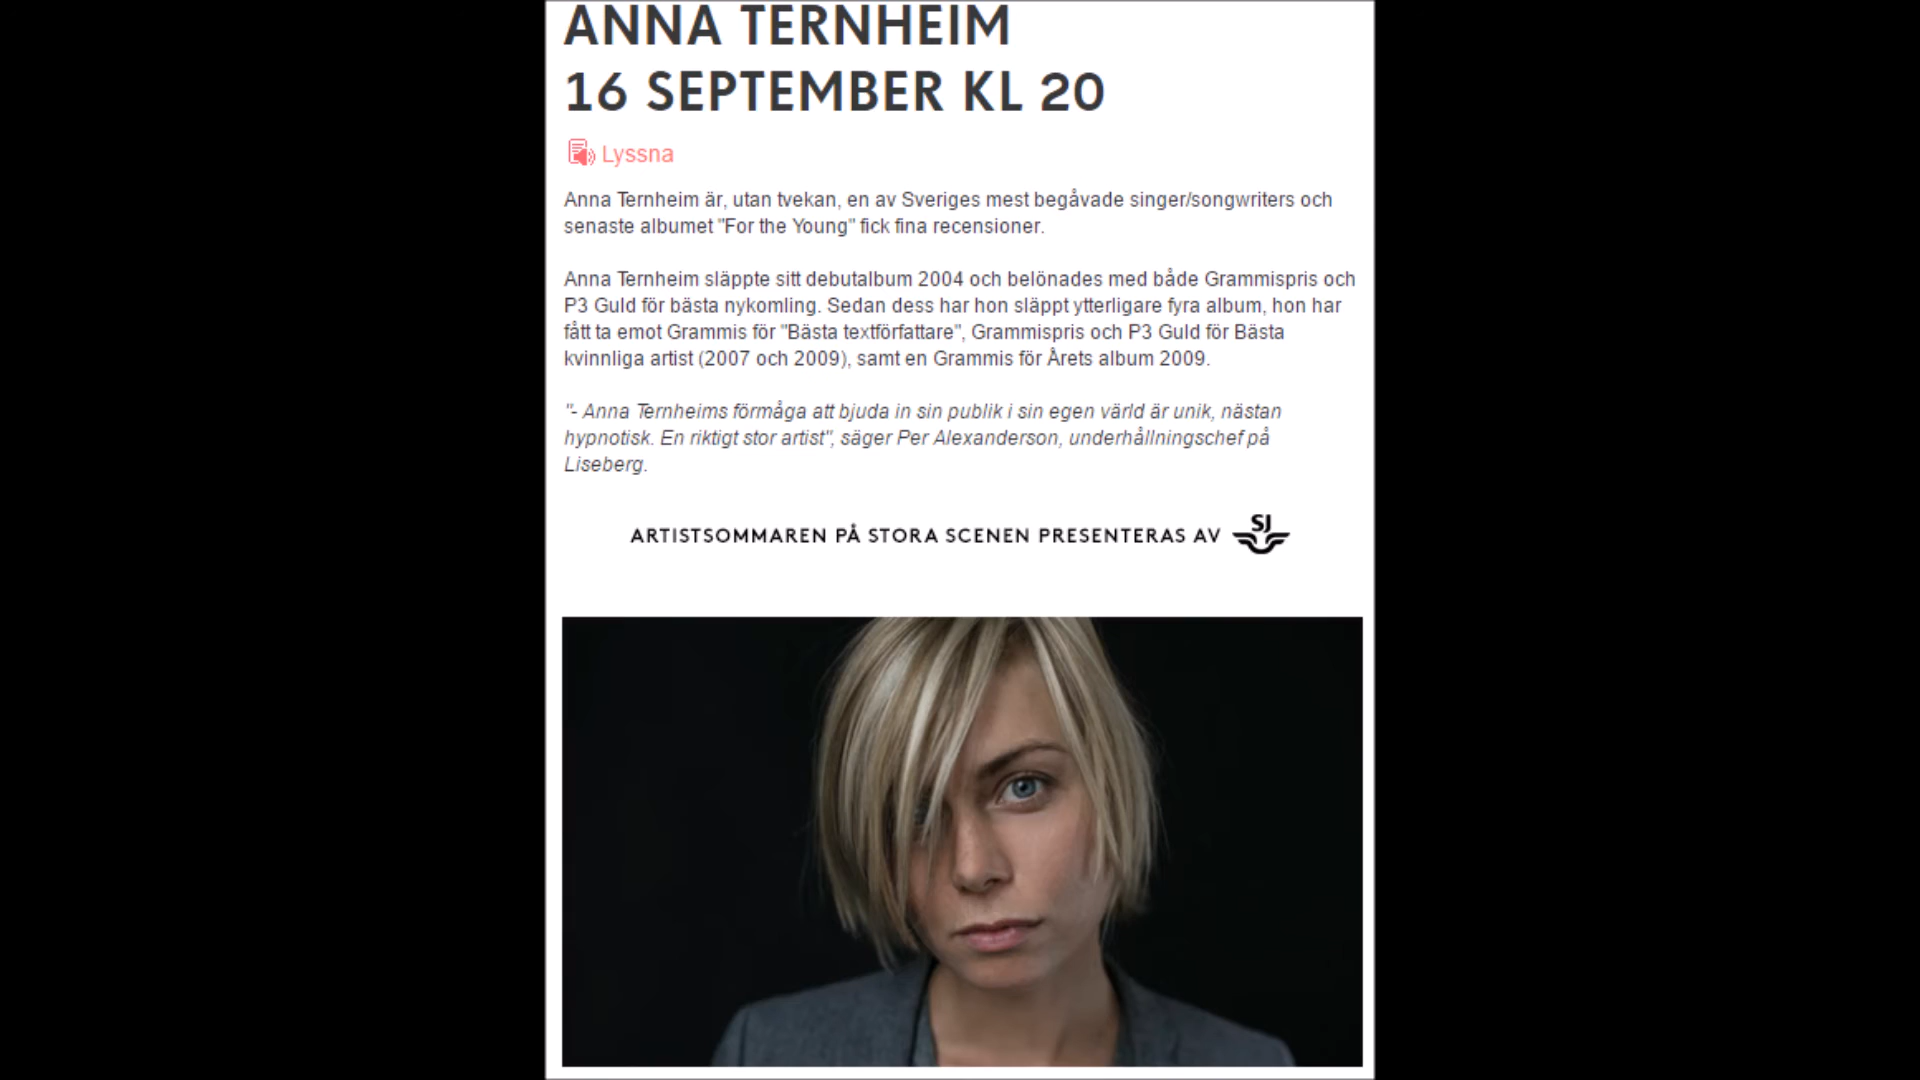 ANNA TERNHEIM
16 SEPTEMBER KL 20
Lyssna
Anna Ternheim är, utan tvekan, en av Sveriges mest begåvade singer/songwriters och
senaste albumet "For the Young" fick fina recensioner.
Anna Ternheim släppte sitt debutalbum 2004 och belönades med både Grammispris och
P3 Guld för bästa nykomling. Sedan dess har hon släppt ytterligare fyra album, hon har
fått ta emot Grammis för "Bästa textförfattare", Grammispris och P3 Guld för Bästa
kvinnliga artist (2007 och 2009), samt en Grammis för Årets album 2009.
"- Anna Ternheims förmåga att bjuda in sin publik i sin egen värld är unik, nästan
hypnotisk. En riktigt stor artist", säger Per Alexanderson, underhållningschef på
Liseberg.
ARTISTSOMMAREN PÅ STORA SCENEN PRESENTERAS AV SJ